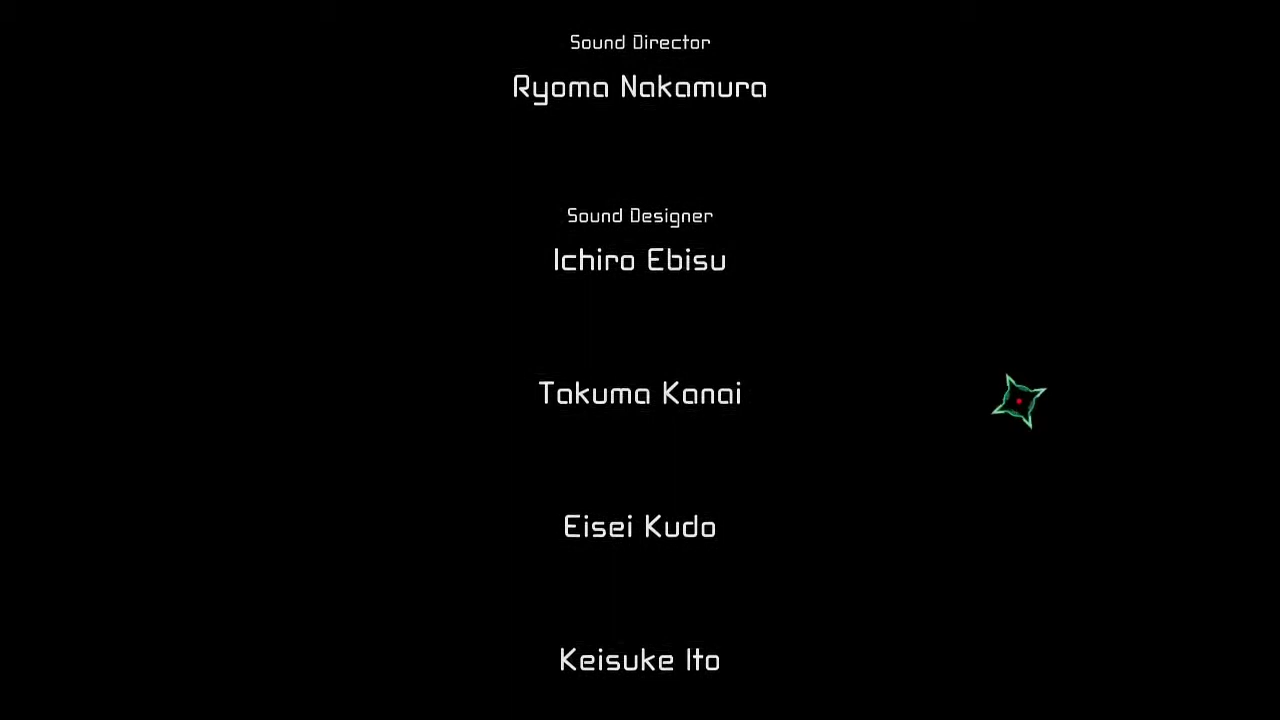 Sound Director
Ryoma Nakamura
Sound Designer
Ichiro Ebisu
Takuma Kanai
Eisei Kudo
Keisuke Ito